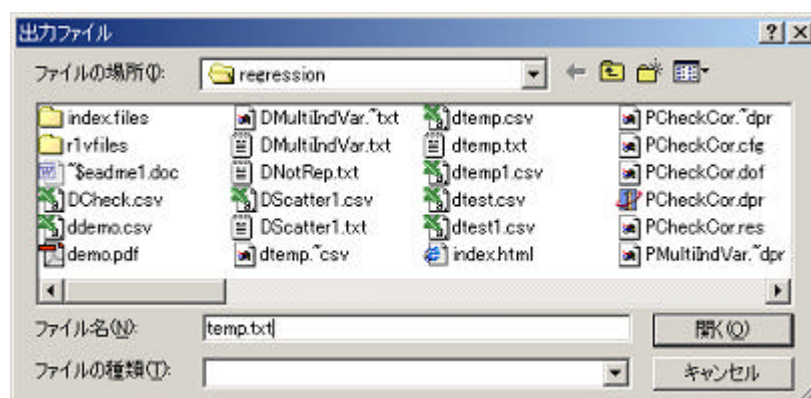 出力ファイル
ファイルの場所(I):
regression
index.files
r1vfiles
~$eadme1.doc
DCheck.csv
ddemo.csv
demo.pdf
DMultiIndVar.~txt
DMultiIndVar.txt
DNotRep.txt
DScatter1.csv
DScatter1.txt
dtemp.~csv
dtemp.csv
dtemp.txt
dtemp1.csv
dtest.csv
dtest1.csv
index.html
PCheckCor.~dpr
PCheckCor.cfg
PCheckCor.dof
PCheckCor.dpr
PCheckCor.res
PMultiIndVar.~dpr
ファイル名(N):
temp.txt
開く(O)
ファイルの種類(T):
キャンセル